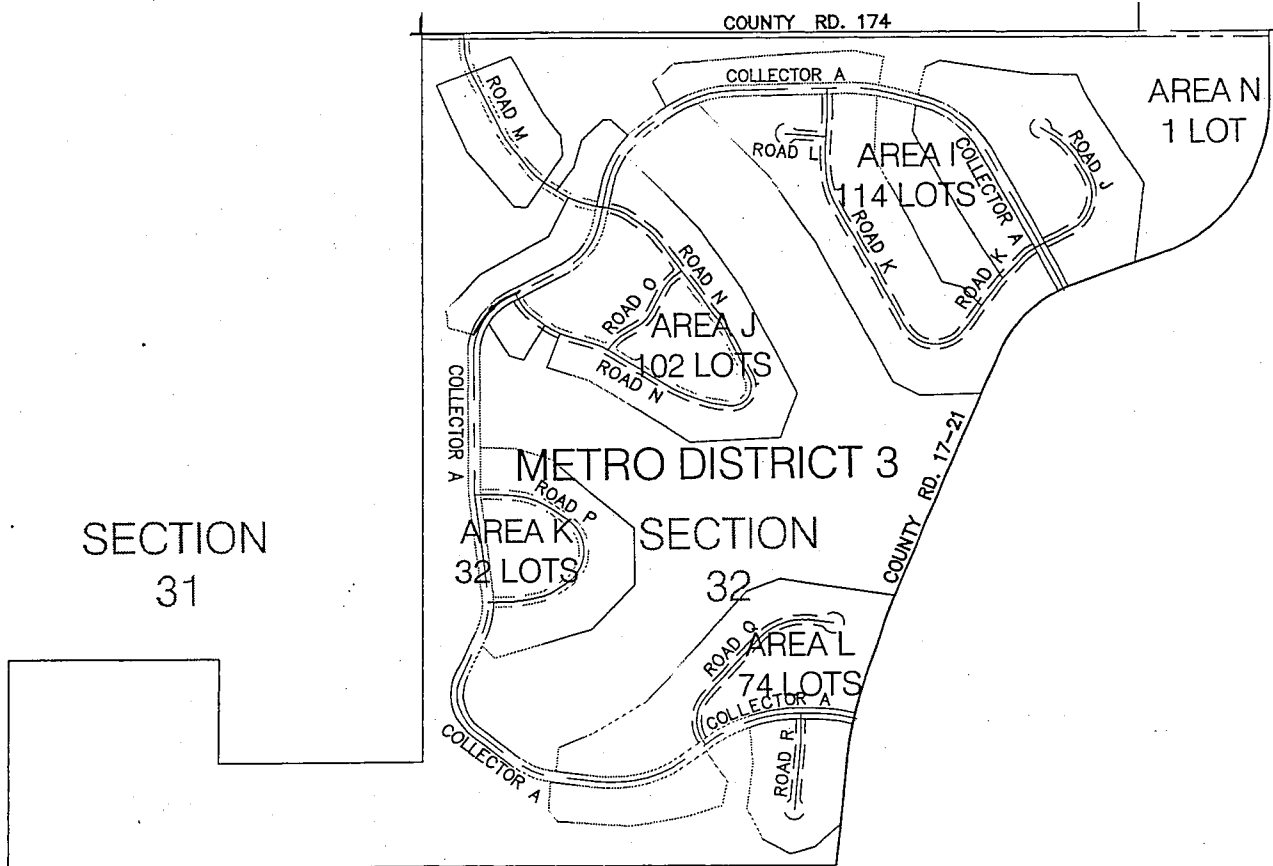 COUNTY RD. 174
COLLECTOR A
ROAD M
AREA N
1 LOT
ROAD L
AREA I
114 LOTS
COLLECTOR A
ROAD J
ROAD K
ROAD K
ROAD N
ROAD O
AREA J
102 LOTS
ROAD N
COLLECTOR A
METRO DISTRICT 3
COUNTY RD. 17-21
ROAD P
AREA K
32 LOTS
SECTION
31
SECTION
32
ROAD Q
AREA L
74 LOTS
COLLECTOR A
ROAD R
COLLECTOR A